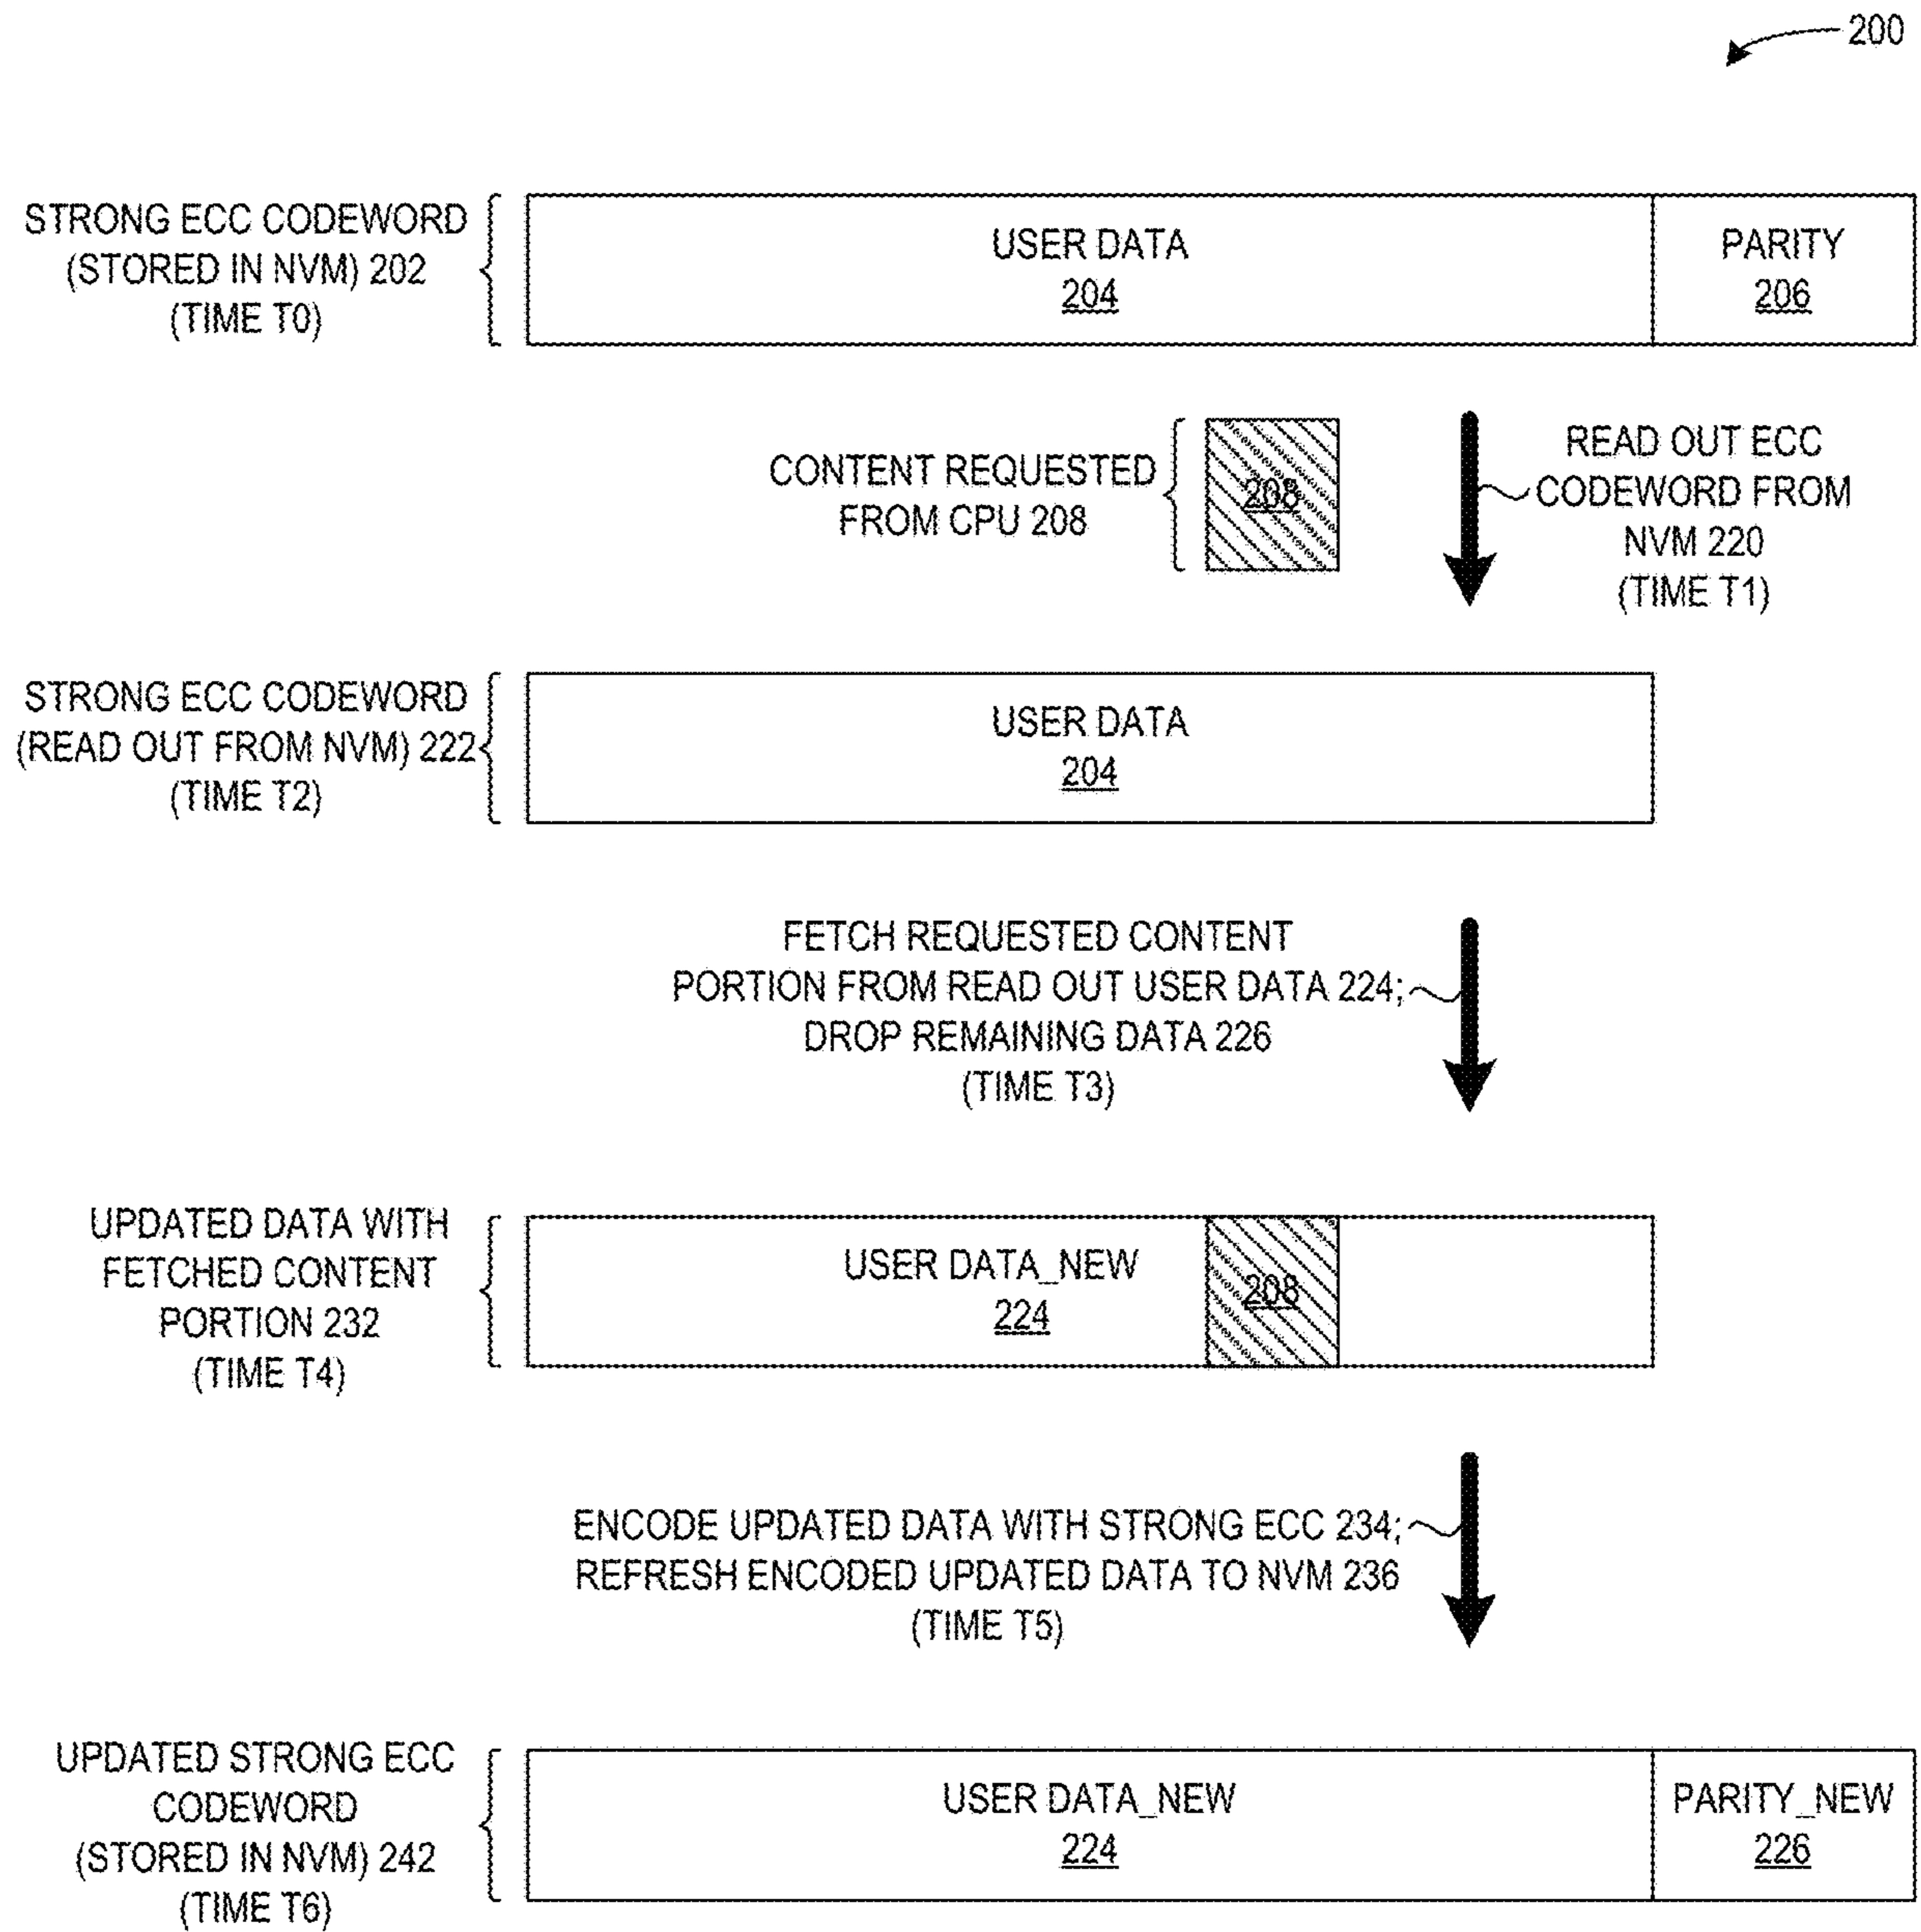 200
STRONG ECC CODEWORD
(STORED IN NVM) 202
(TIME T0)
USER DATA
204
PARITY
206
CONTENT REQUESTED
FROM CPU 208
208
READ OUT ECC
CODEWORD FROM
NVM 220
(TIME T1)
STRONG ECC CODEWORD
(READ OUT FROM NVM) 222
(TIME T2)
USER DATA
204
FETCH REQUESTED CONTENT
PORTION FROM READ OUT USER DATA 224;
DROP REMAINING DATA 226
(TIME T3)
UPDATED DATA WITH
FETCHED CONTENT
PORTION 232
(TIME T4)
USER DATA_NEW
224
208
ENCODE UPDATED DATA WITH STRONG ECC 234;
REFRESH ENCODED UPDATED DATA TO NVM 236
(TIME T5)
UPDATED STRONG ECC
CODEWORD
(STORED IN NVM) 242
(TIME T6)
USER DATA_NEW
224
PARITY_NEW
226